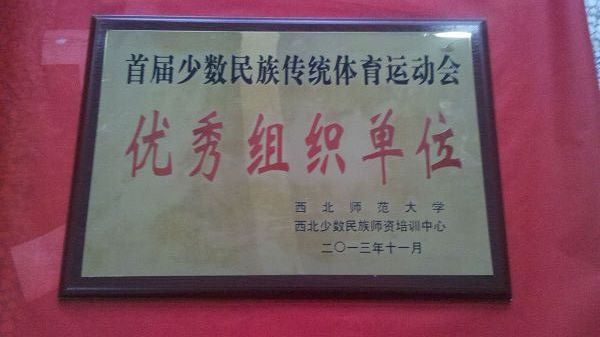 首届少数民族传统体育运动会
优秀组织单位
西北师范大学
西北少数民族师资培训中心
二〇一三年十一月